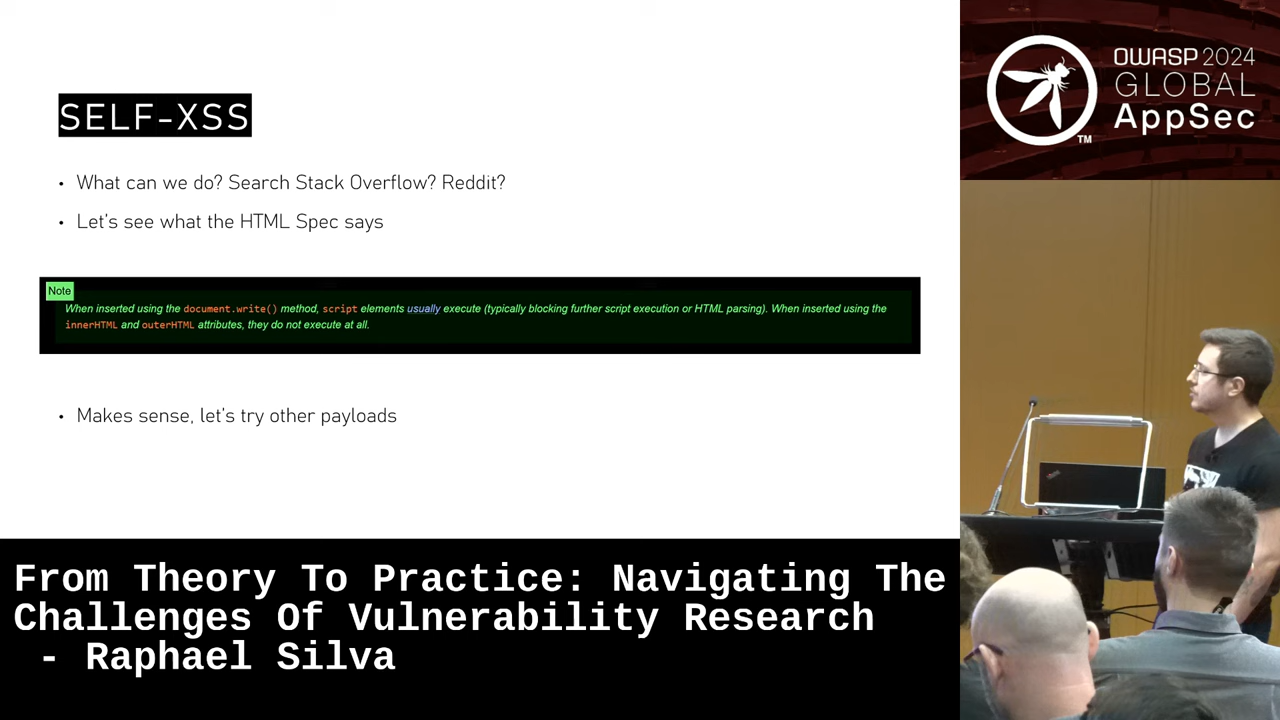 SELF-XSS
• What can we do? Search Stack Overflow? Reddit?
• Let's see what the HTML Spec says
Note
When inserted using the document.write() method, script elements usually execute (typically blocking further script execution or HTML parsing). When inserted using the
innerHTML and outerHTML attributes, they do not execute at all.
• Makes sense, let's try other payloads
OWASP 2024
GLOBAL
AppSec
TM
From Theory To Practice: Navigating The
Challenges Of Vulnerability Research
- Raphael Silva